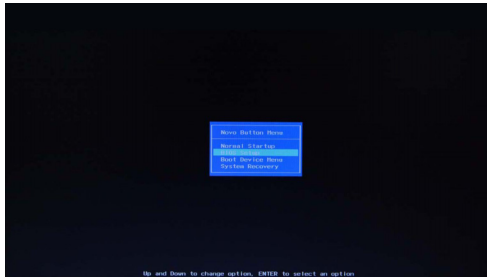 Novo Button Menu
Normal Startup
BIOS Setup
Boot Device Menu
System Recovery
Up and Down to change option, ENTER to select an option